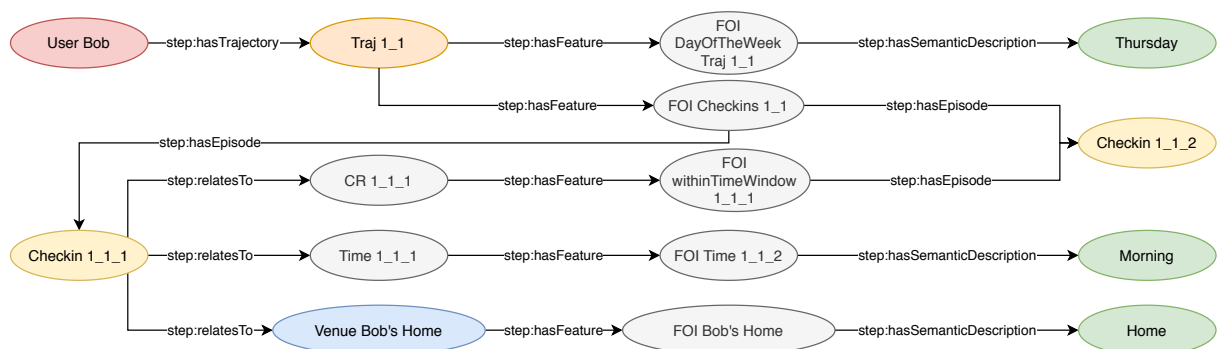 User Bob
step:hasTrajectory
Traj 1_1
step:hasFeature
FOI
DayOfTheWeek
Traj 1_1
step:hasSemanticDescription
Thursday
step:hasFeature
FOI Checkins 1_1
step:hasEpisode
Checkin 1_1_2
step:hasEpisode
step:relatesTo
CR 1_1_1
step:hasFeature
FOI
withinTimeWindow
1_1_1
step:hasEpisode
Checkin 1_1_1
step:relatesTo
Time 1_1_1
step:hasFeature
FOI Time 1_1_2
step:hasSemanticDescription
Morning
step:relatesTo
Venue Bob's Home
step:hasFeature
FOI Bob's Home
step:hasSemanticDescription
Home